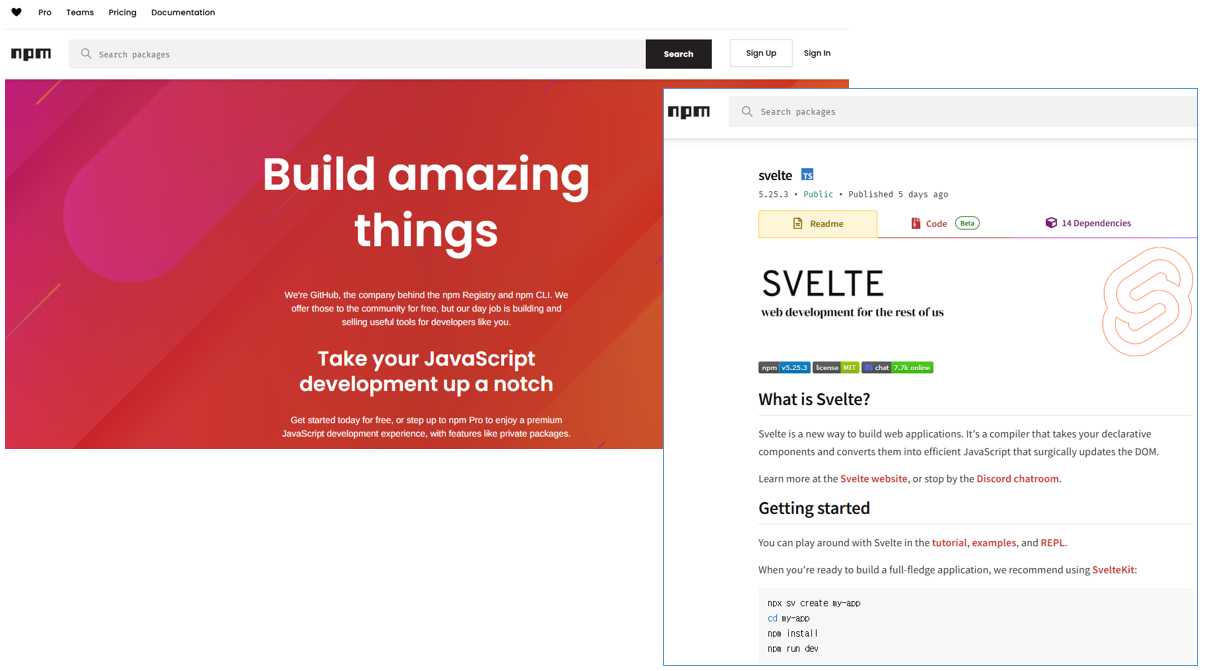 Pro Teams Pricing Documentation
npm Search packages Search Sign Up Sign In
Build amazing
things
We're GitHub, the company behind the npm Registry and npm CLI. We
offer those to the community for free, but our day job is building and
selling useful tools for developers like you.
Take your JavaScript
development up a notch
Get started today for free, or step up to npm Pro to enjoy a premium
JavaScript development experience, with features like private packages.
npm Search packages
svelte TS
5.25.3 • Public • Published 5 days ago
Readme Code Beta 14 Dependencies
SVELTE
web development for the rest of us
npm v5.25.3 license MIT chat 7.7k online
What is Svelte?
Svelte is a new way to build web applications. It's a compiler that takes your declarative
components and converts them into efficient JavaScript that surgically updates the DOM.
Learn more at the Svelte website, or stop by the Discord chatroom.
Getting started
You can play around with Svelte in the tutorial, examples, and REPL.
When you're ready to build a full-fledge application, we recommend using SvelteKit:
npx sv create my-app
cd my-app
npm install
npm run dev